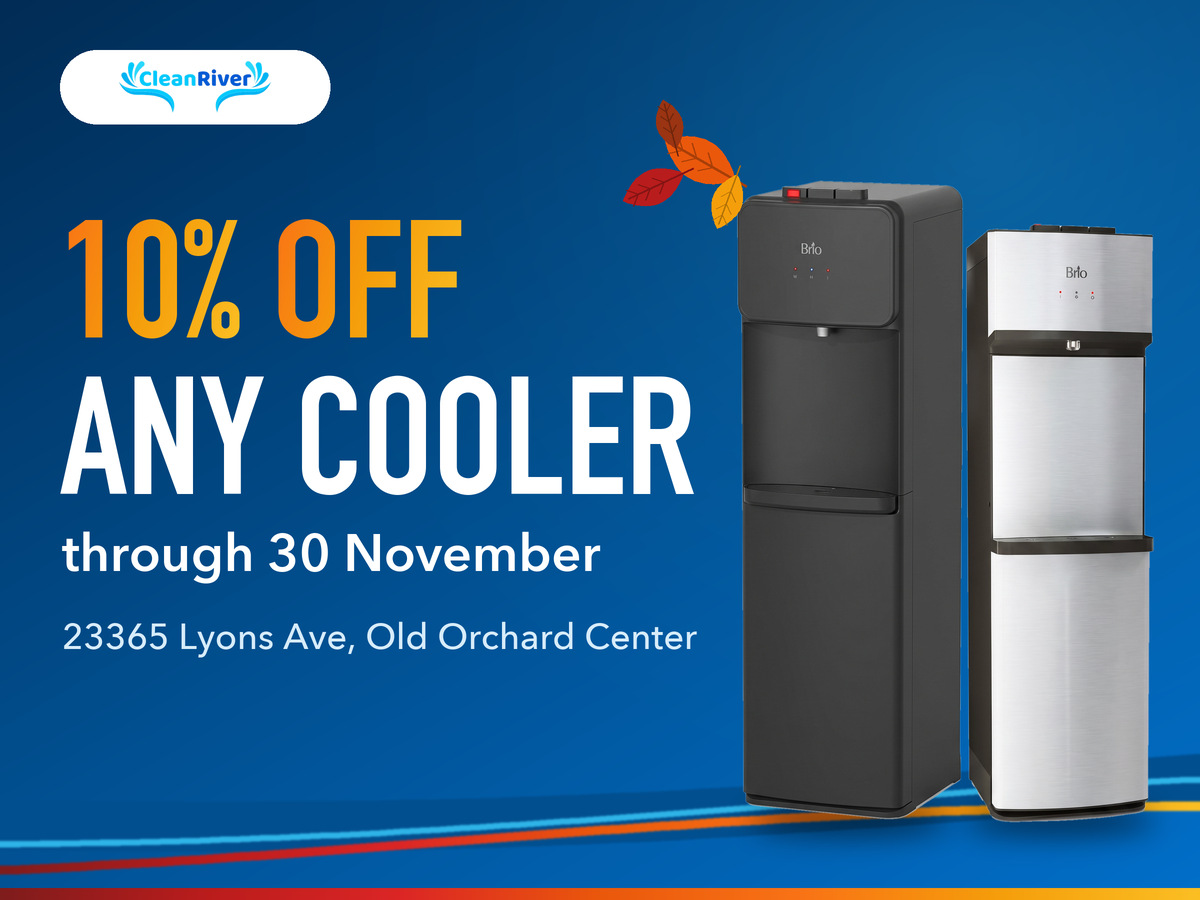 CleanRiver
10% OFF
ANY COOLER
through 30 November
23365 Lyons Ave, Old Orchard Center
Brio
Brio